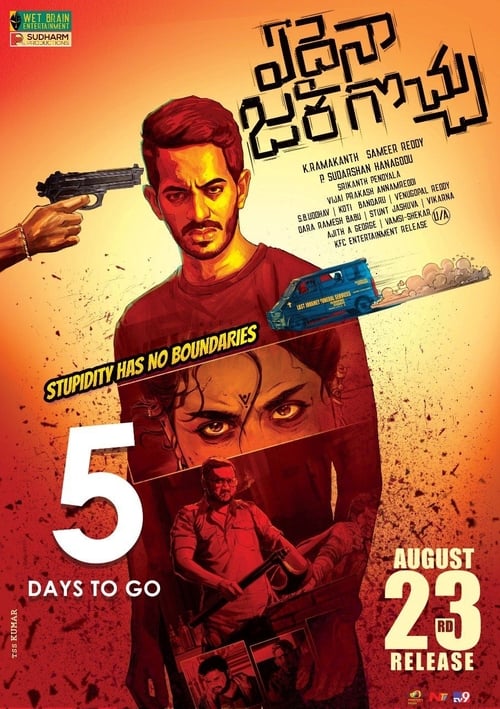 WET BRAIN
ENTERTAINMENT
SUDHARM
PRODUCTIONS
ఏదైనా
జరగొచ్చు
K.RAMAKANTH SAMEER REDDY
P SUDARSHAN HANAGODU
SRIKANTH PENDYALA
VIJAI PRAKASH ANNAMREDDI
S.B.UDDHAV | KOTI BANDARU | VENUGOPAL REDDY
DARA RAMESH BABU | STUNT JASHUVA | VIKARNA
AJITH A GEORGE | VAMSI-SHEKAR U/A
KFC ENTERTAINMENT RELEASE
LAST JOURNEY FUNERAL SERVICES
STUPIDITY HAS NO BOUNDARIES
5
DAYS TO GO
AUGUST
23RD
RELEASE
TSS KUMAR
NTV
TV9